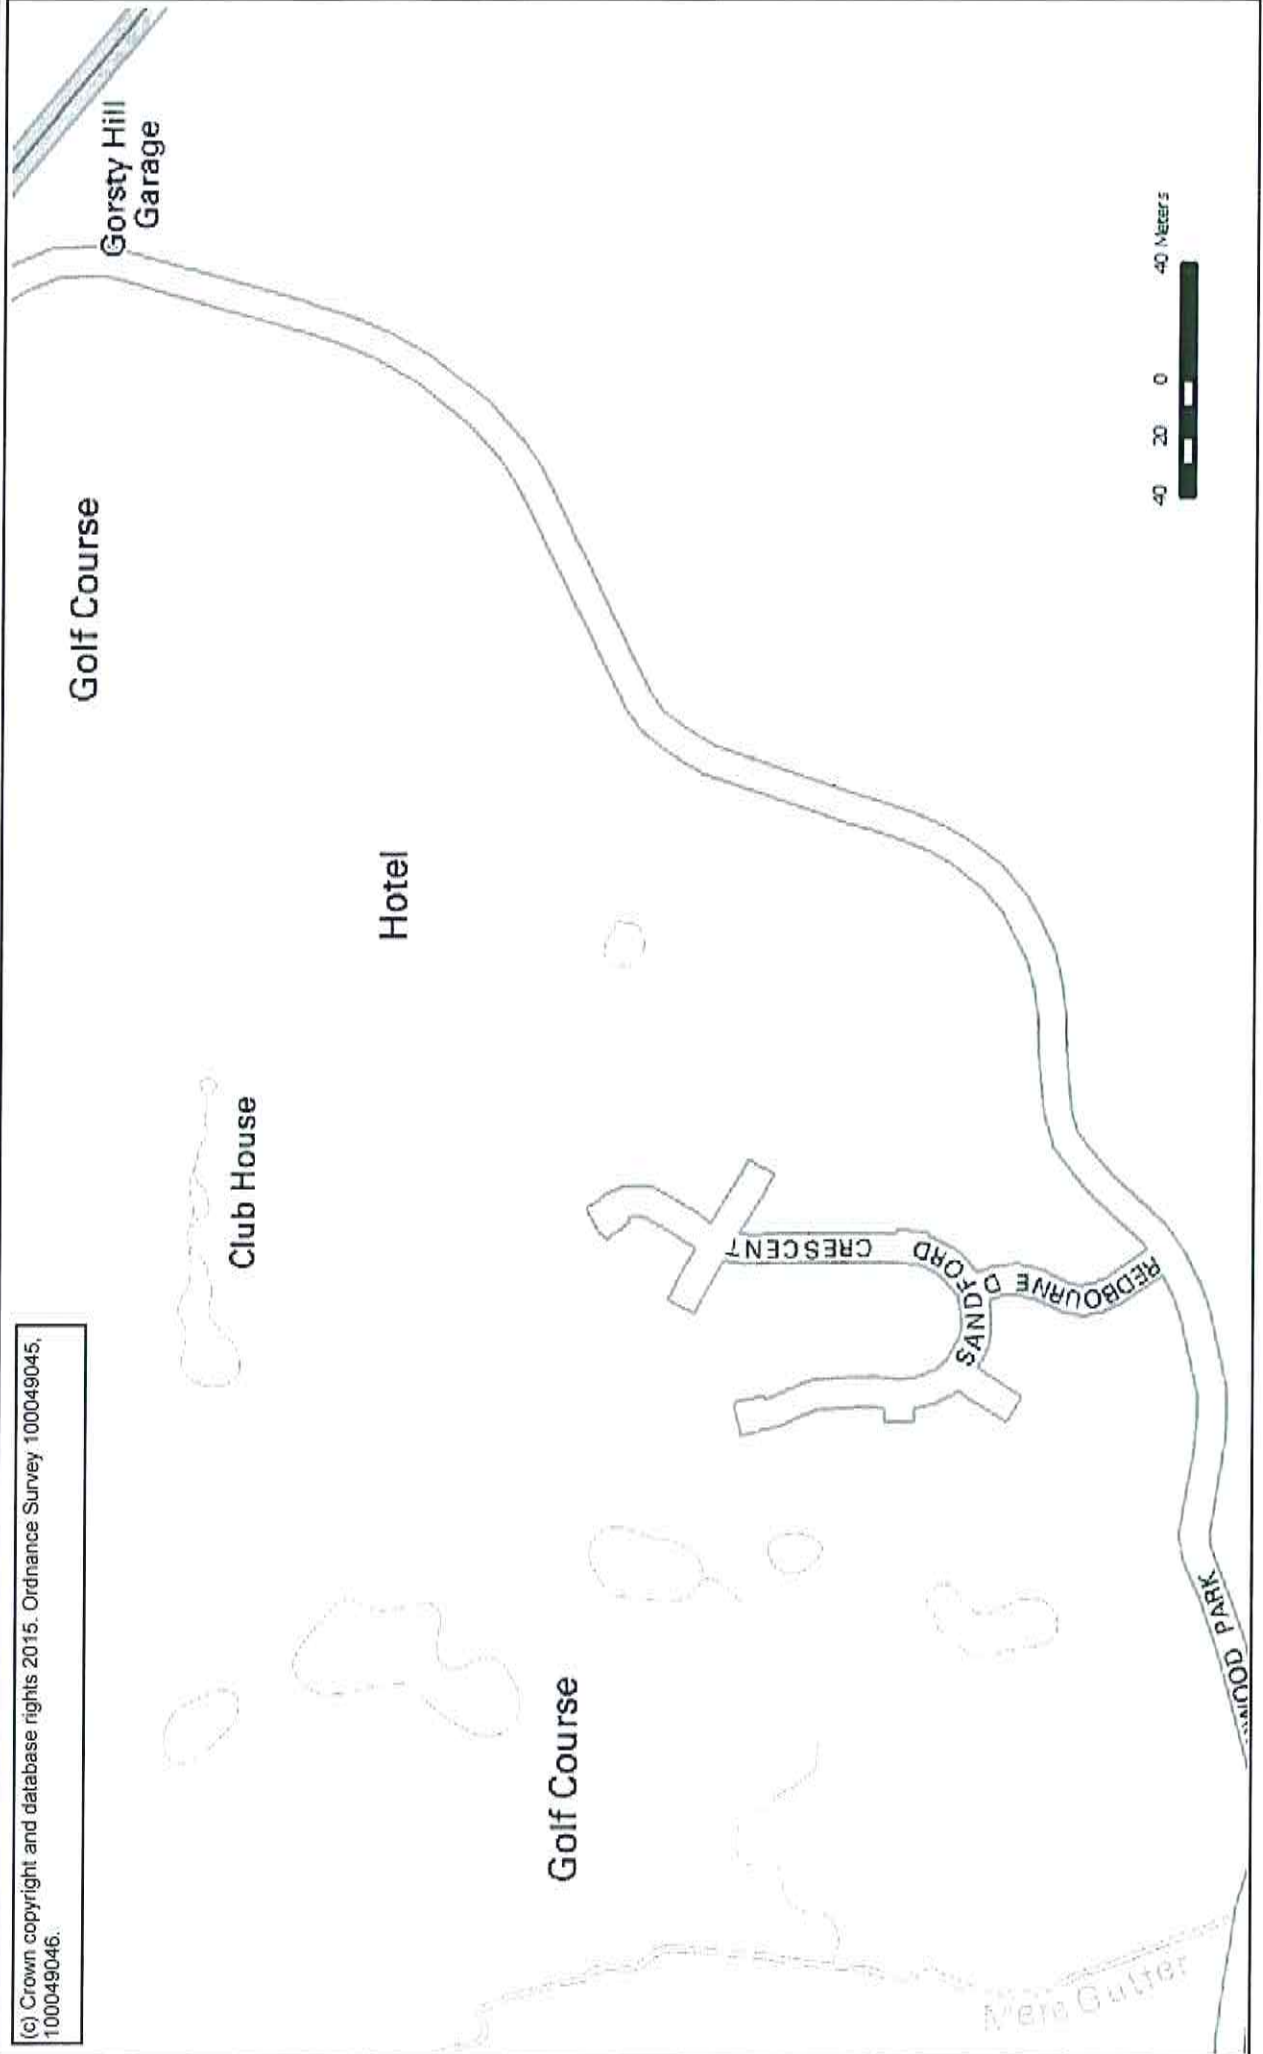 (c) Crown copyright and database rights 2015. Ordnance Survey 100049045,
100049046.
Gorsty Hill
Garage
Golf Course
Hotel
Club House
Golf Course
SANDFORD CRESCENT
REDBOURNE D
WOOD PARK
Mere Gutter
40 20 0 40 Meters